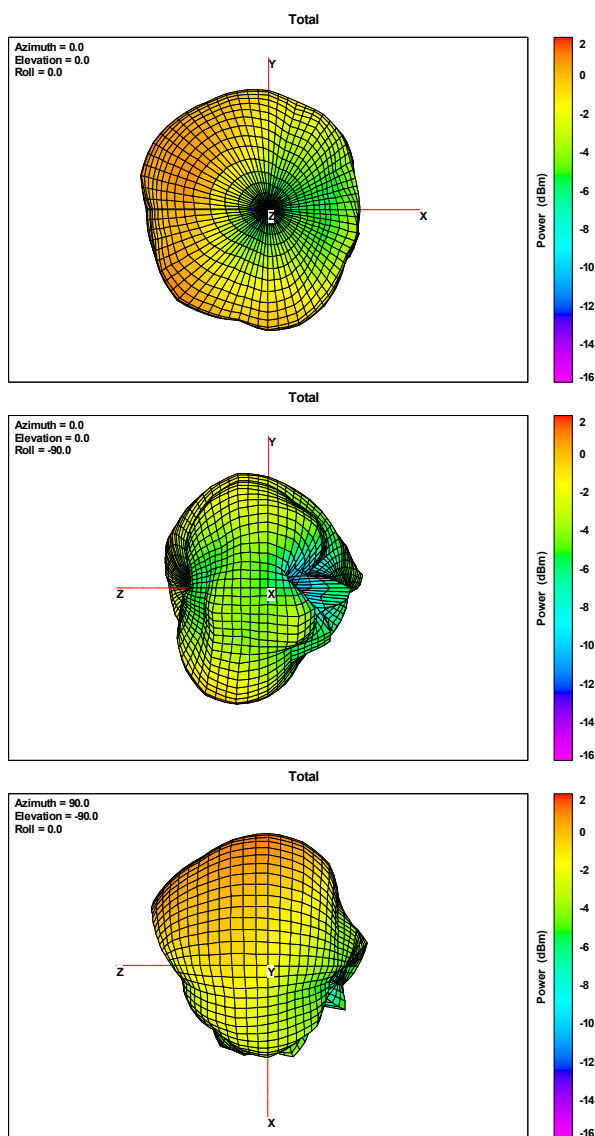 Total
Azimuth = 0.0
Elevation = 0.0
Roll = 0.0
Y
Z
X
2
0
-2
-4
-6
-8
-10
-12
-14
-16
Power (dBm)
Total
Azimuth = 0.0
Elevation = 0.0
Roll = -90.0
Y
Z
X
2
0
-2
-4
-6
-8
-10
-12
-14
-16
Power (dBm)
Total
Azimuth = 90.0
Elevation = -90.0
Roll = 0.0
Z
Y
X
2
0
-2
-4
-6
-8
-10
-12
-14
-16
Power (dBm)